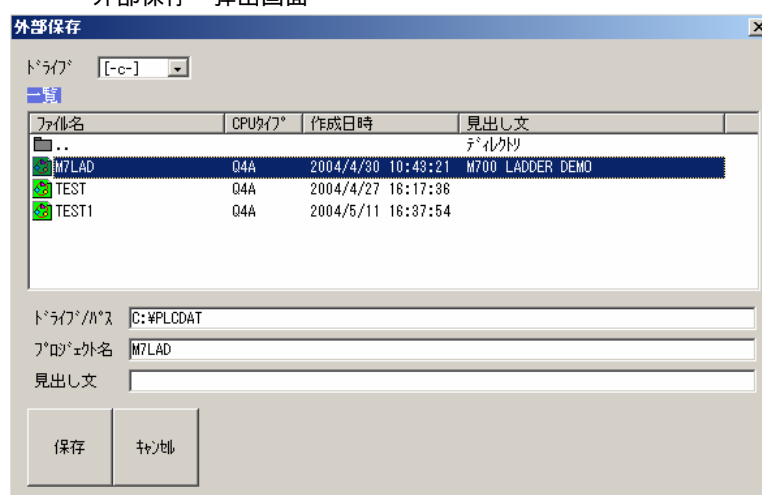 外部保存
ﾄﾞﾗｲﾌﾞ [-c-]
一覧
ﾌｧｲﾙ名 CPUﾀｲﾌﾟ 作成日時 見出し文
.. ﾃﾞｨﾚｸﾄﾘ
M7LAD Q4A 2004/4/30 10:43:21 M700 LADDER DEMO
TEST Q4A 2004/4/27 16:17:36
TEST1 Q4A 2004/5/11 16:37:54
ﾄﾞﾗｲﾌﾞ/ﾊﾟｽ C:¥PLCDAT
ﾌﾟﾛｼﾞｪｸﾄ名 M7LAD
見出し文
保存 ｷｬﾝｾﾙ